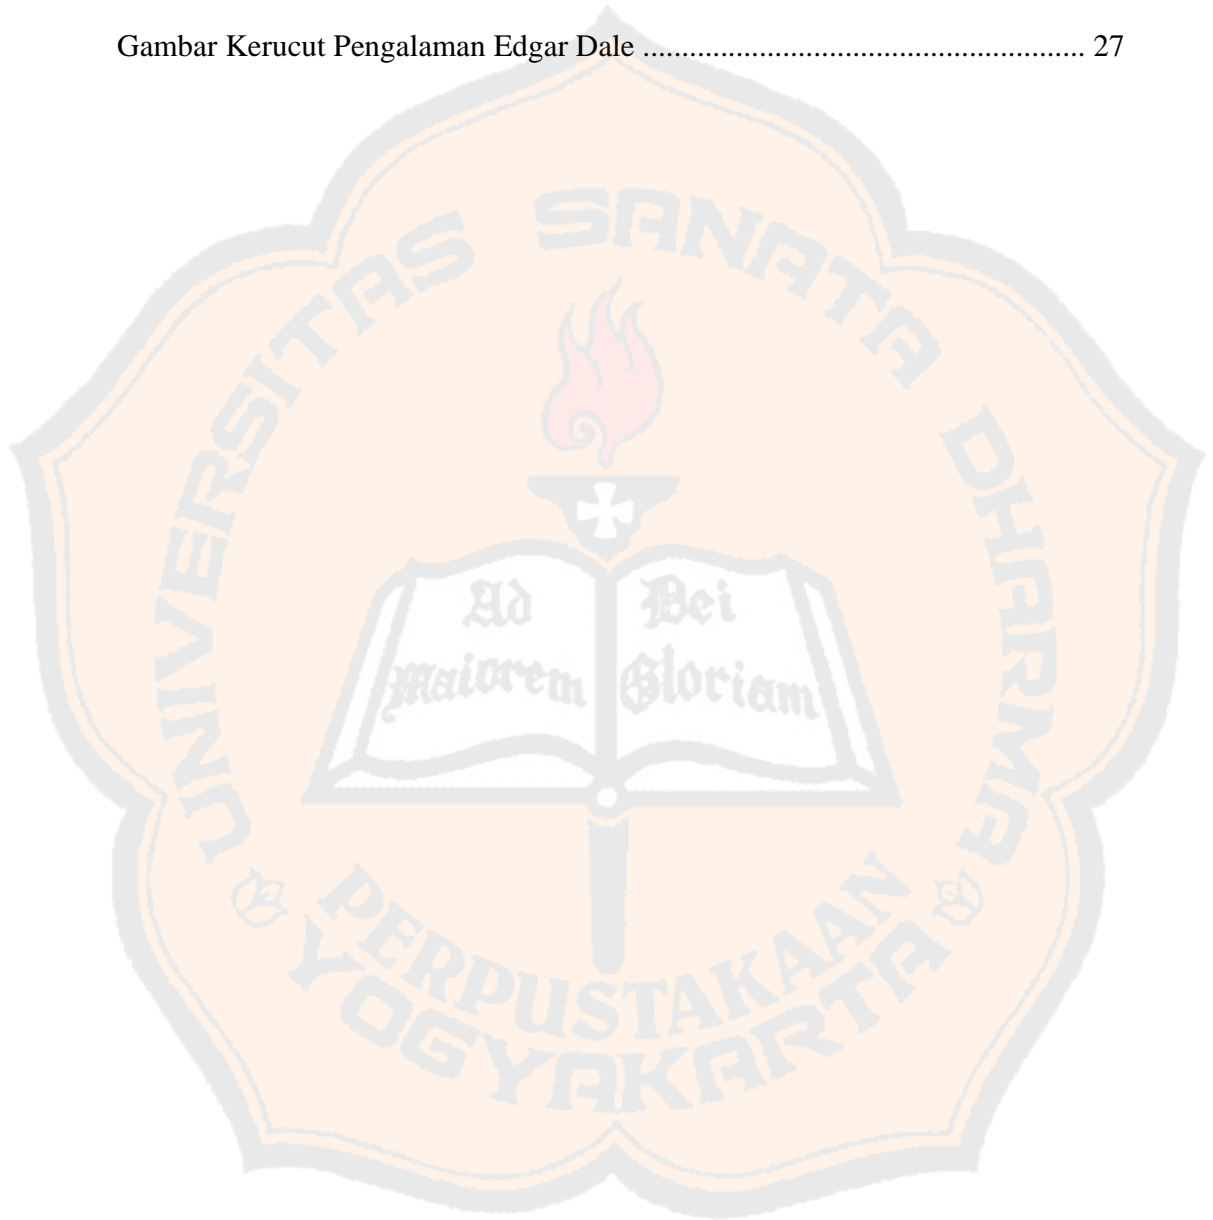 Gambar Kerucut Pengalaman Edgar Dale .......................................................... 27
UNIVERSITAS SANATA DHARMA
Ad Dei
Maiorem Gloriam
PERPUSTAKAAN
YOGYAKARTA